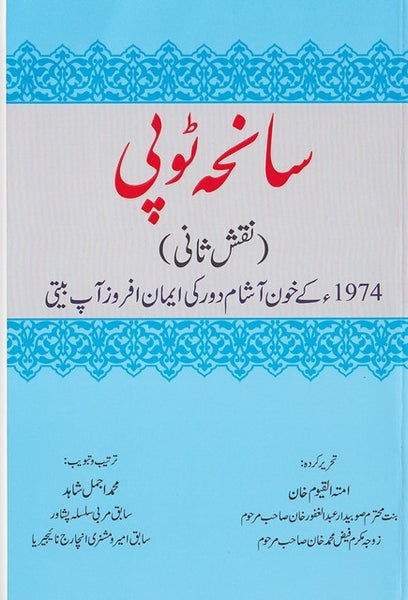 سانحہ ٹوپی
(نقش ثانی)
1974ء کے خون آشام دور کی ایمان افروز آپ بیتی
تحریر کردہ:
امتہ القیوم خان
بنت محترم صوبیدار عبدالغفور خان صاحب مرحوم
زوجہ مکرم فیض محمد خان صاحب مرحوم
ترتیب و تبویب:
محمد اجمل شاہد
سابق مربی سلسلہ پشاور
سابق امیر و مشنری انچارج نائیجیریا